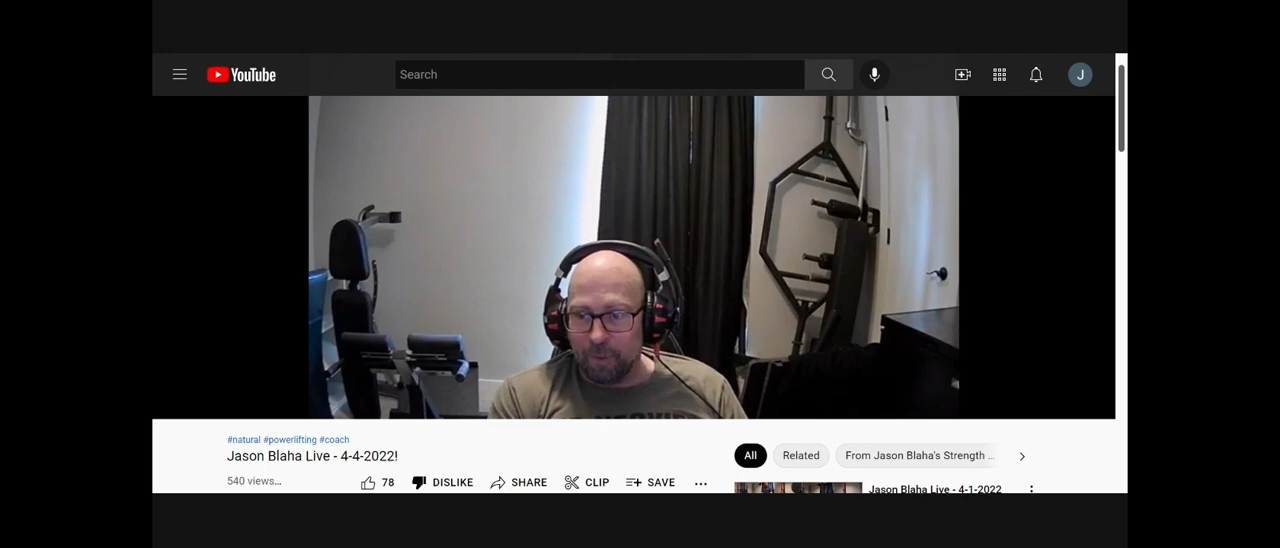 YouTube
Search
J
#natural #powerlifting #coach
Jason Blaha Live - 4-4-2022!
540 views...
78
DISLIKE
SHARE
CLIP
SAVE
...
All
Related
From Jason Blaha's Strength ...
Jason Blaha Live - 4-1-2022